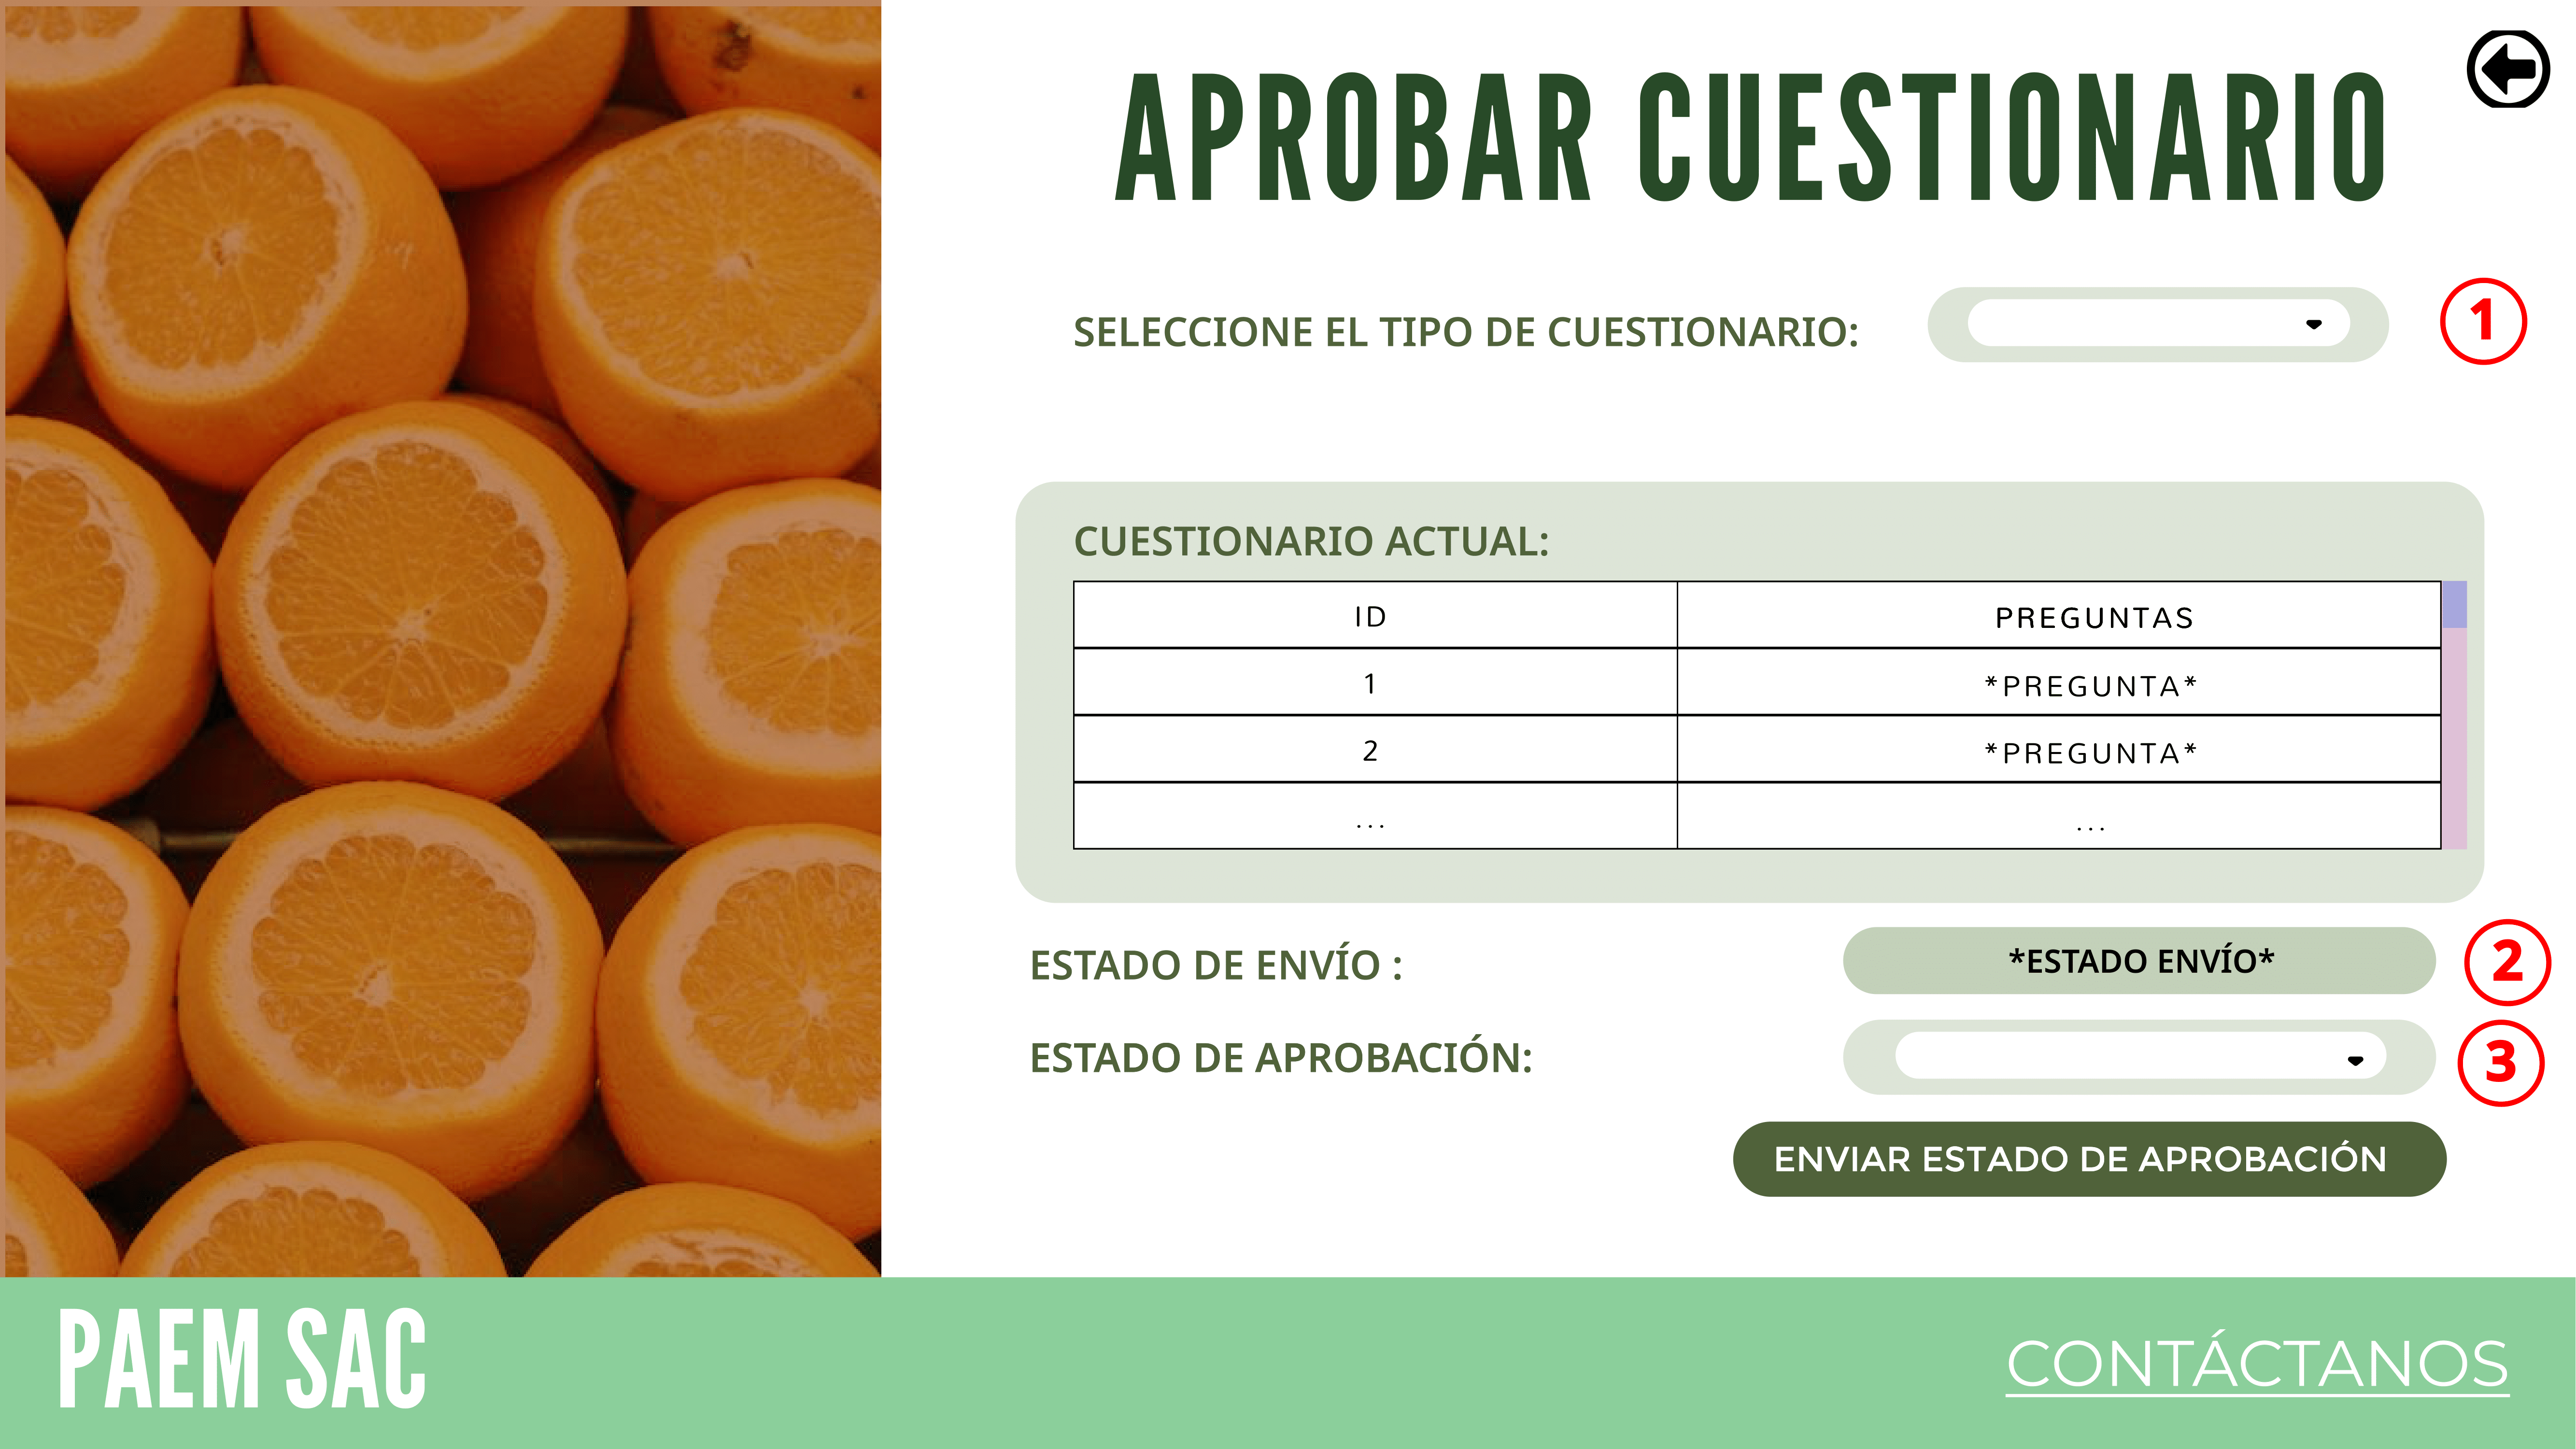 APROBAR CUESTIONARIO
SELECCIONE EL TIPO DE CUESTIONARIO:
1
CUESTIONARIO ACTUAL:
ID PREGUNTAS
1 *PREGUNTA*
2 *PREGUNTA*
... ...
ESTADO DE ENVÍO : *ESTADO ENVÍO* 2
ESTADO DE APROBACIÓN: 3
ENVIAR ESTADO DE APROBACIÓN
PAEM SAC
CONTÁCTANOS